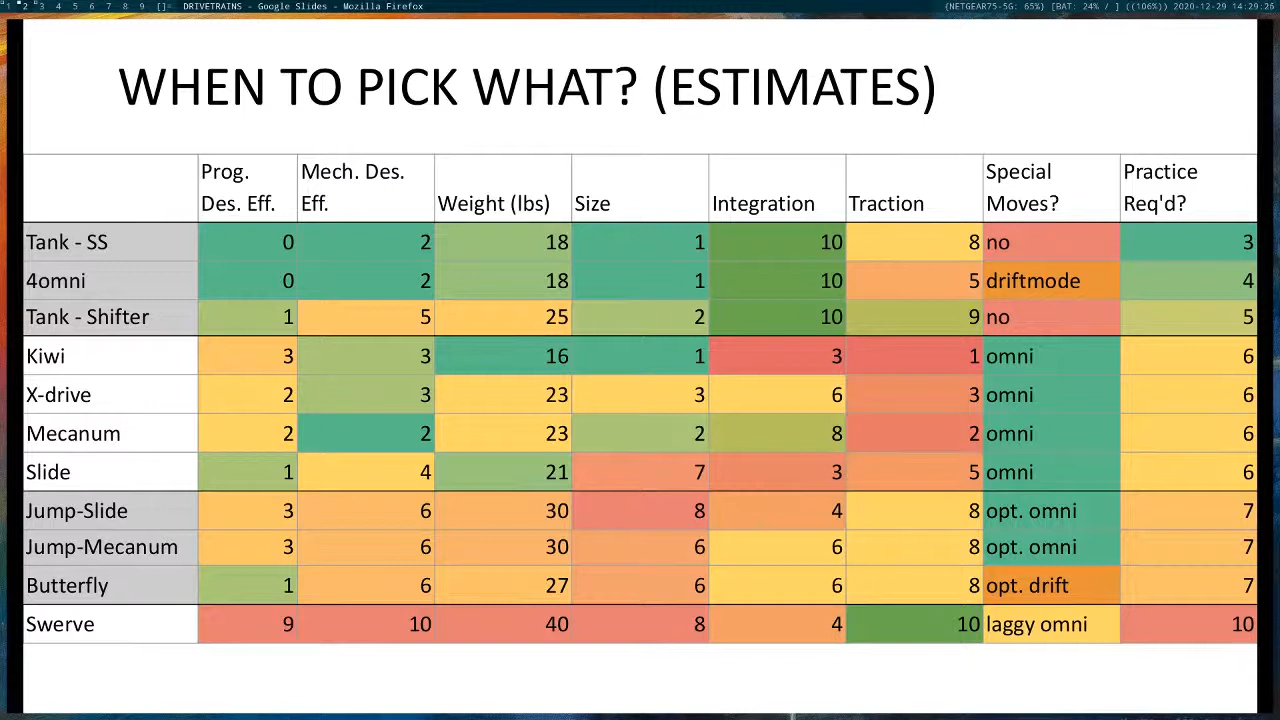 1 2 3 4 5 6 7 8 9 []= DRIVETRAINS - Google Slides - Mozilla Firefox {NETGEAR75-5G: 65%} [BAT: 24% / ] ((106%)) 2020-12-29 14:29:26
WHEN TO PICK WHAT? (ESTIMATES)
Prog. Des. Eff. Mech. Des. Eff. Weight (lbs) Size Integration Traction Special Moves? Practice Req'd?
Tank - SS 0 2 18 1 10 8 no 3
4omni 0 2 18 1 10 5 driftmode 4
Tank - Shifter 1 5 25 2 10 9 no 5
Kiwi 3 3 16 1 3 1 omni 6
X-drive 2 3 23 3 6 3 omni 6
Mecanum 2 2 23 2 8 2 omni 6
Slide 1 4 21 7 3 5 omni 6
Jump-Slide 3 6 30 8 4 8 opt. omni 7
Jump-Mecanum 3 6 30 6 6 8 opt. omni 7
Butterfly 1 6 27 6 6 8 opt. drift 7
Swerve 9 10 40 8 4 10 laggy omni 10